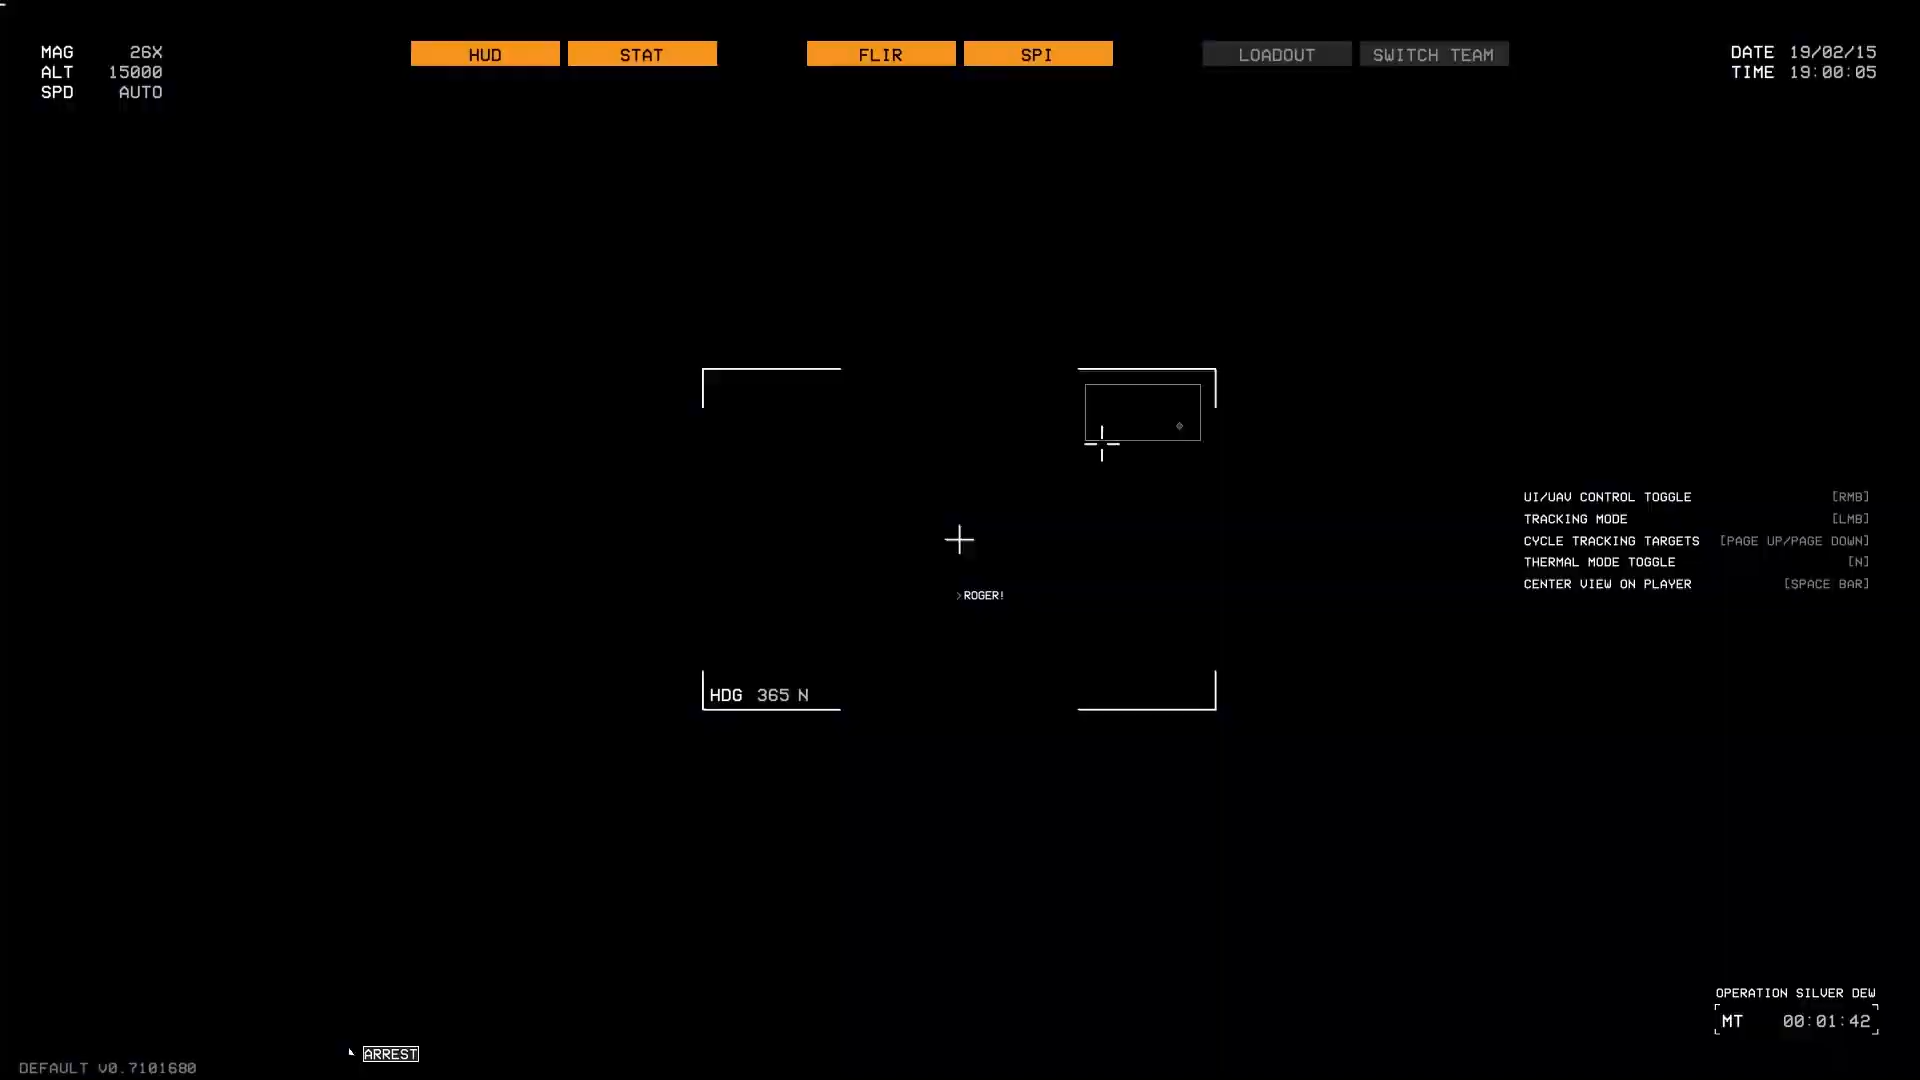 MAG 26X
ALT 15000
SPD AUTO
HUD STAT FLIR SPI LOADOUT SWITCH TEAM
DATE 19/02/15
TIME 19:00:05
UI/UAV CONTROL TOGGLE [RMB]
TRACKING MODE [LMB]
CYCLE TRACKING TARGETS [PAGE UP/PAGE DOWN]
THERMAL MODE TOGGLE [N]
CENTER VIEW ON PLAYER [SPACE BAR]
>ROGER!
HDG 365 N
OPERATION SILVER DEW
MT 00:01:42
ARREST
DEFAULT v0.7101680